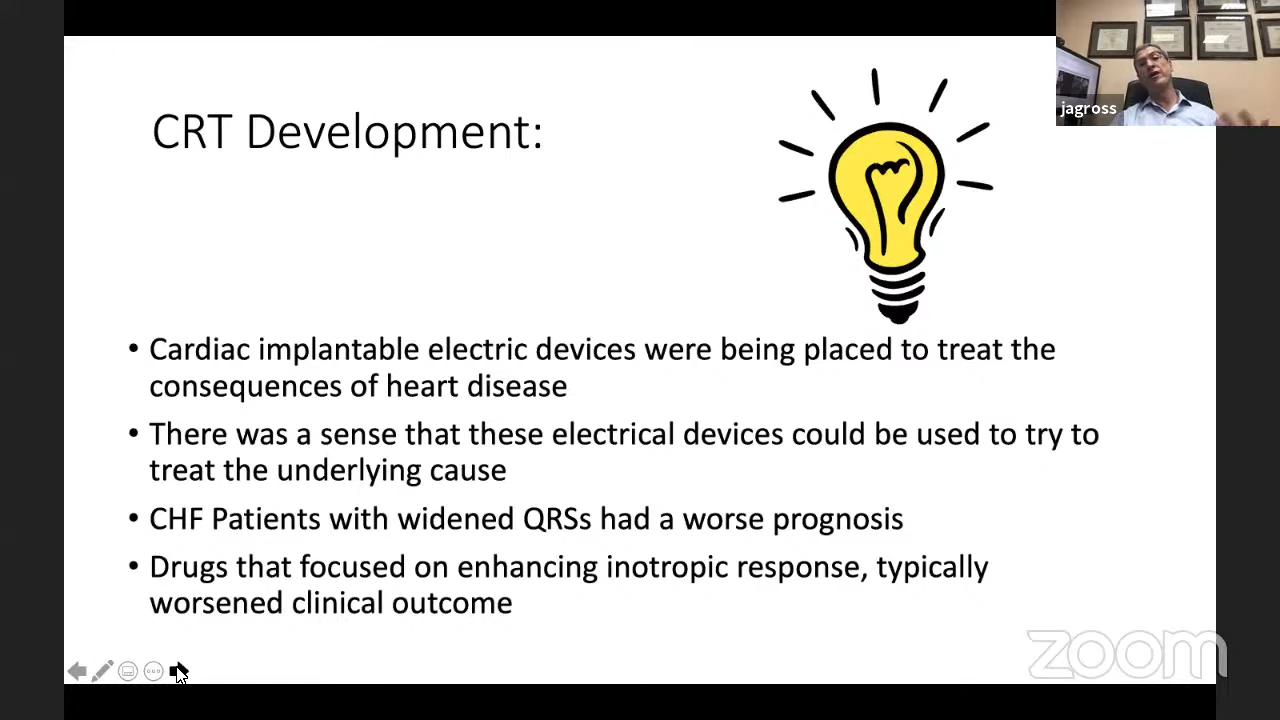 jagross
CRT Development:
• Cardiac implantable electric devices were being placed to treat the
consequences of heart disease
• There was a sense that these electrical devices could be used to try to
treat the underlying cause
• CHF Patients with widened QRSs had a worse prognosis
• Drugs that focused on enhancing inotropic response, typically
worsened clinical outcome
zoom